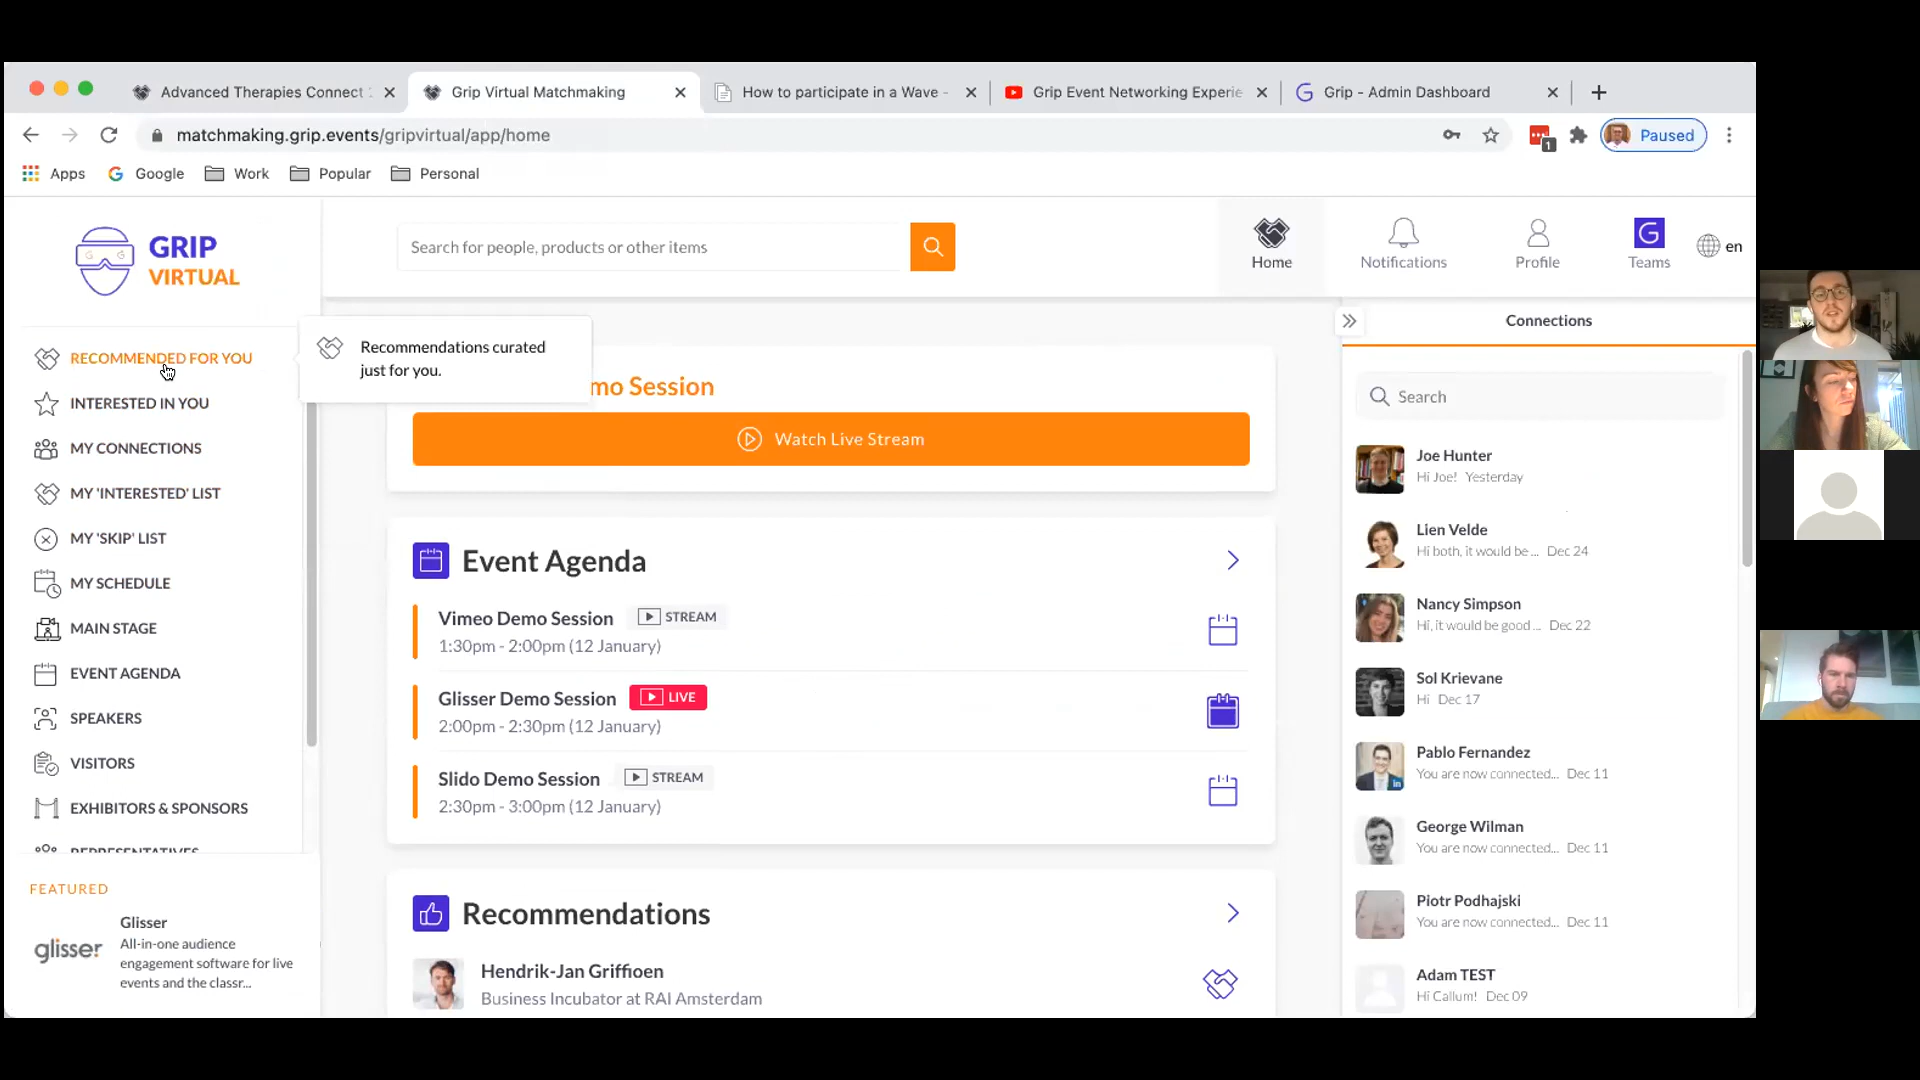 Advanced Therapies Connect
Grip Virtual Matchmaking
How to participate in a Wave -
Grip Event Networking Experie
Grip - Admin Dashboard
matchmaking.grip.events/gripvirtual/app/home
1
Paused
Apps
Google
Work
Popular
Personal
GRIP
VIRTUAL
Search for people, products or other items
Home
Notifications
Profile
G
Teams
en
RECOMMENDED FOR YOU
INTERESTED IN YOU
MY CONNECTIONS
MY 'INTERESTED' LIST
MY 'SKIP' LIST
MY SCHEDULE
MAIN STAGE
EVENT AGENDA
SPEAKERS
VISITORS
EXHIBITORS & SPONSORS
REPRESENTATIVES
FEATURED
glisser
Glisser
All-in-one audience
engagement software for live
events and the classr...
Recommendations curated
just for you.
mo Session
Watch Live Stream
Event Agenda
Vimeo Demo Session STREAM
1:30pm - 2:00pm (12 January)
Glisser Demo Session LIVE
2:00pm - 2:30pm (12 January)
Slido Demo Session STREAM
2:30pm - 3:00pm (12 January)
Recommendations
Hendrik-Jan Griffioen
Business Incubator at RAI Amsterdam
Connections
Search
Joe Hunter
Hi Joe! Yesterday
Lien Velde
Hi both, it would be ... Dec 24
Nancy Simpson
Hi, it would be good ... Dec 22
Sol Krievane
Hi Dec 17
Pablo Fernandez
You are now connected... Dec 11
George Wilman
You are now connected... Dec 11
Piotr Podhajski
You are now connected... Dec 11
Adam TEST
Hi Callum! Dec 09